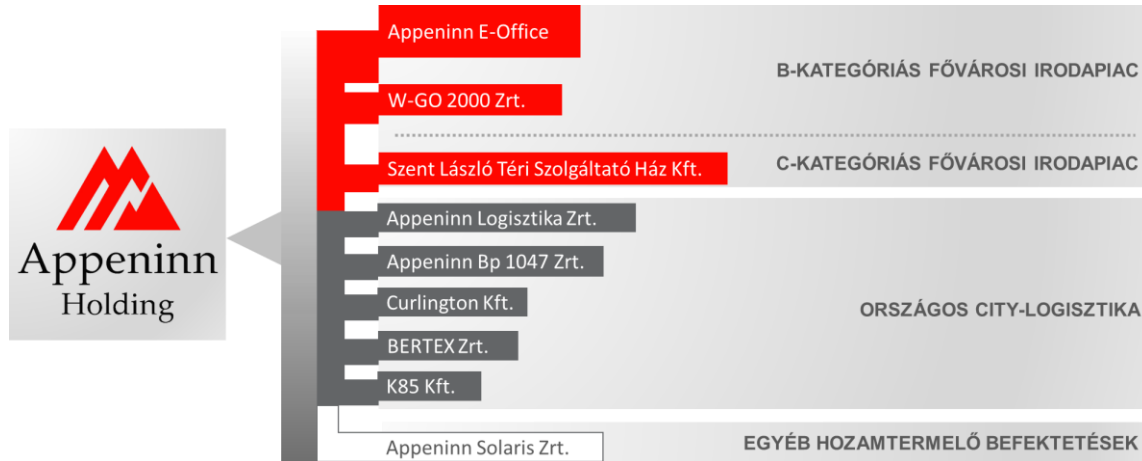 Appeninn
Holding
Appeninn E-Office
W-GO 2000 Zrt.
B-KATEGÓRIÁS FŐVÁROSI IRODAPIAC
Szent László Téri Szolgáltató Ház Kft.
C-KATEGÓRIÁS FŐVÁROSI IRODAPIAC
Appeninn Logisztika Zrt.
Appeninn Bp 1047 Zrt.
Curlington Kft.
BERTEX Zrt.
K85 Kft.
ORSZÁGOS CITY-LOGISZTIKA
Appeninn Solaris Zrt.
EGYÉB HOZAMTERMELŐ BEFEKTETÉSEK